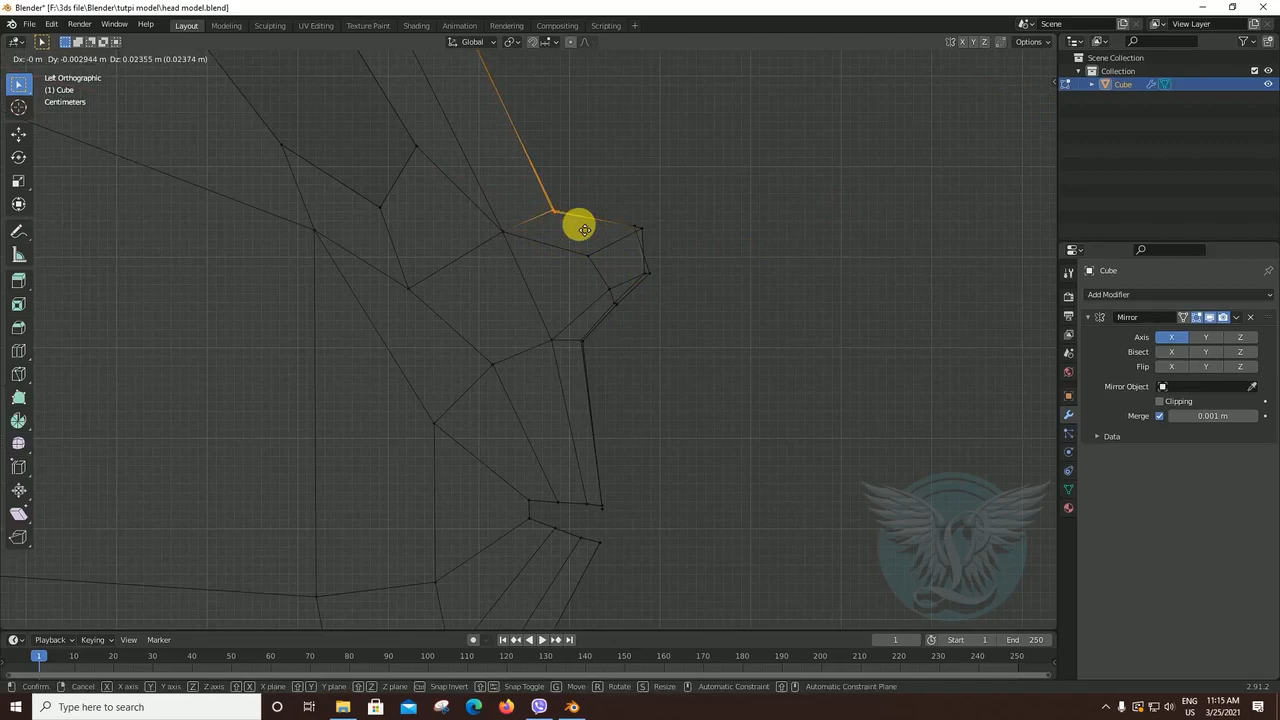 Blender* [F:\3ds file\Blender\tutpi model\head model.blend]
File Edit Render Window Help Layout Modeling Sculpting UV Editing Texture Paint Shading Animation Rendering Compositing Scripting Scene View Layer
Global X Y Z Options
Dx: -0 m Dy: -0.002944 m Dz: 0.02355 m (0.02374 m)
Left Orthographic
(1) Cube
Centimeters
Scene Collection
Collection
Cube
Cube
Add Modifier
Mirror
Axis X Y Z
Bisect X Y Z
Flip X Y Z
Mirror Object
Clipping
Merge 0.001 m
Data
Playback Keying View Marker 1 Start 1 End 250
1 10 20 30 40 50 60 70 80 90 100 110 120 130 140 150 160 170 180 190 200 210 220 230 240 250
Confirm Cancel X X axis Y Y axis Z Z axis X X plane Y Y plane Z Z plane Ctrl Snap Invert Snap Toggle G Move R Rotate S Resize Automatic Constraint Automatic Constraint Plane 2.91.2
Type here to search
ENG
US
11:15 AM
3/25/2021